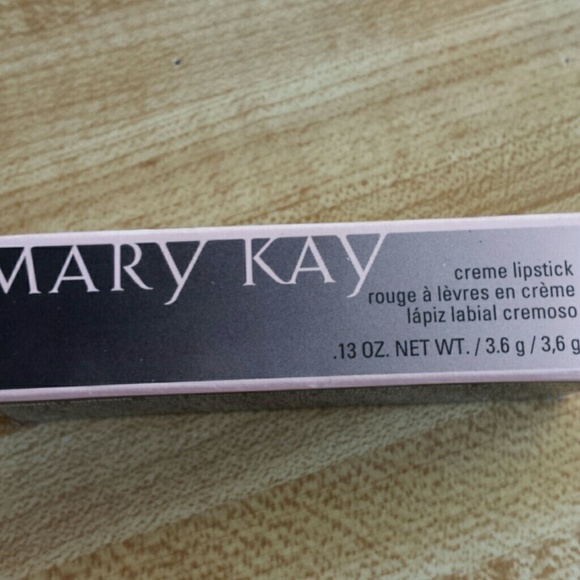 MARY KAY
creme lipstick
rouge à lèvres en crème
lápiz labial cremoso
.13 OZ. NET WT. / 3.6 g / 3,6 g